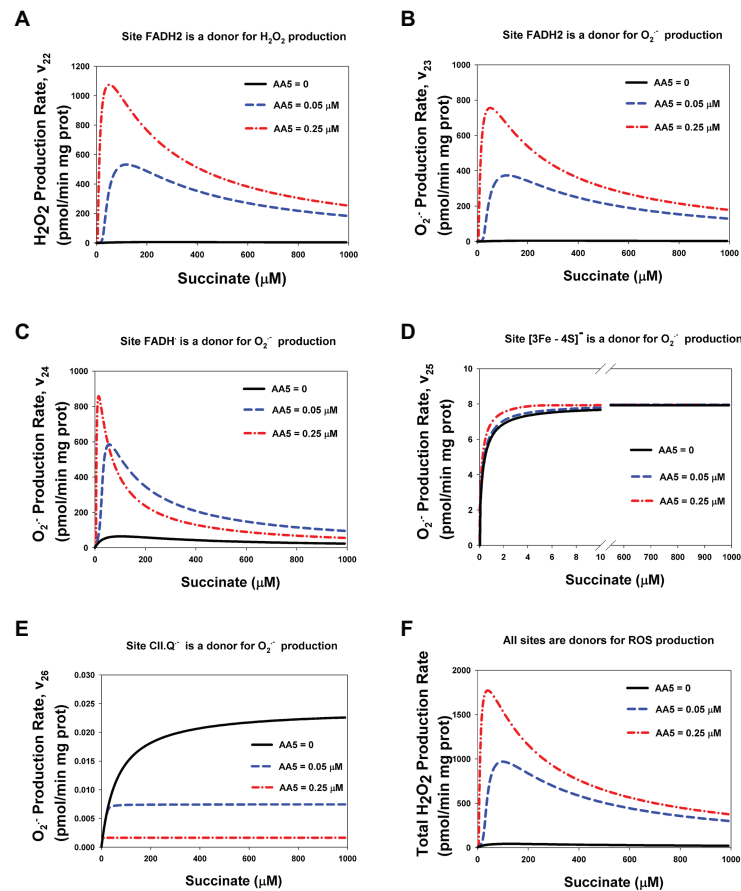 A
Site FADH2 is a donor for H₂O₂ production
H₂O₂ Production Rate, v₂₂
(pmol/min mg prot)
1200
1000
800
600
400
200
0
AA5 = 0
AA5 = 0.05 μM
AA5 = 0.25 μM
0 200 400 600 800 1000
Succinate (μM)
B
Site FADH2 is a donor for O₂·⁻ production
O₂·⁻ Production Rate, v₂₃
(pmol/min mg prot)
1000
800
600
400
200
0
AA5 = 0
AA5 = 0.05 μM
AA5 = 0.25 μM
0 200 400 600 800 1000
Succinate (μM)
C
Site FADH· is a donor for O₂·⁻ production
O₂·⁻ Production Rate, v₂₄
(pmol/min mg prot)
1000
800
600
400
200
0
AA5 = 0
AA5 = 0.05 μM
AA5 = 0.25 μM
0 200 400 600 800 1000
Succinate (μM)
D
Site [3Fe - 4S]⁻ is a donor for O₂·⁻ production
O₂·⁻ Production Rate, v₂₅
(pmol/min mg prot)
10
8
6
4
2
0
AA5 = 0
AA5 = 0.05 μM
AA5 = 0.25 μM
0 2 4 6 8 10 600 700 800 900 1000
Succinate (μM)
E
Site CII.Q·⁻ is a donor for O₂·⁻ production
O₂·⁻ Production Rate, v₂₆
(pmol/min mg prot)
0.030
0.025
0.020
0.015
0.010
0.005
0.000
AA5 = 0
AA5 = 0.05 μM
AA5 = 0.25 μM
0 200 400 600 800 1000
Succinate (μM)
F
All sites are donors for ROS production
Total H₂O₂ Production Rate
(pmol/min mg prot)
2000
1500
1000
500
0
AA5 = 0
AA5 = 0.05 μM
AA5 = 0.25 μM
0 200 400 600 800 1000
Succinate (μM)